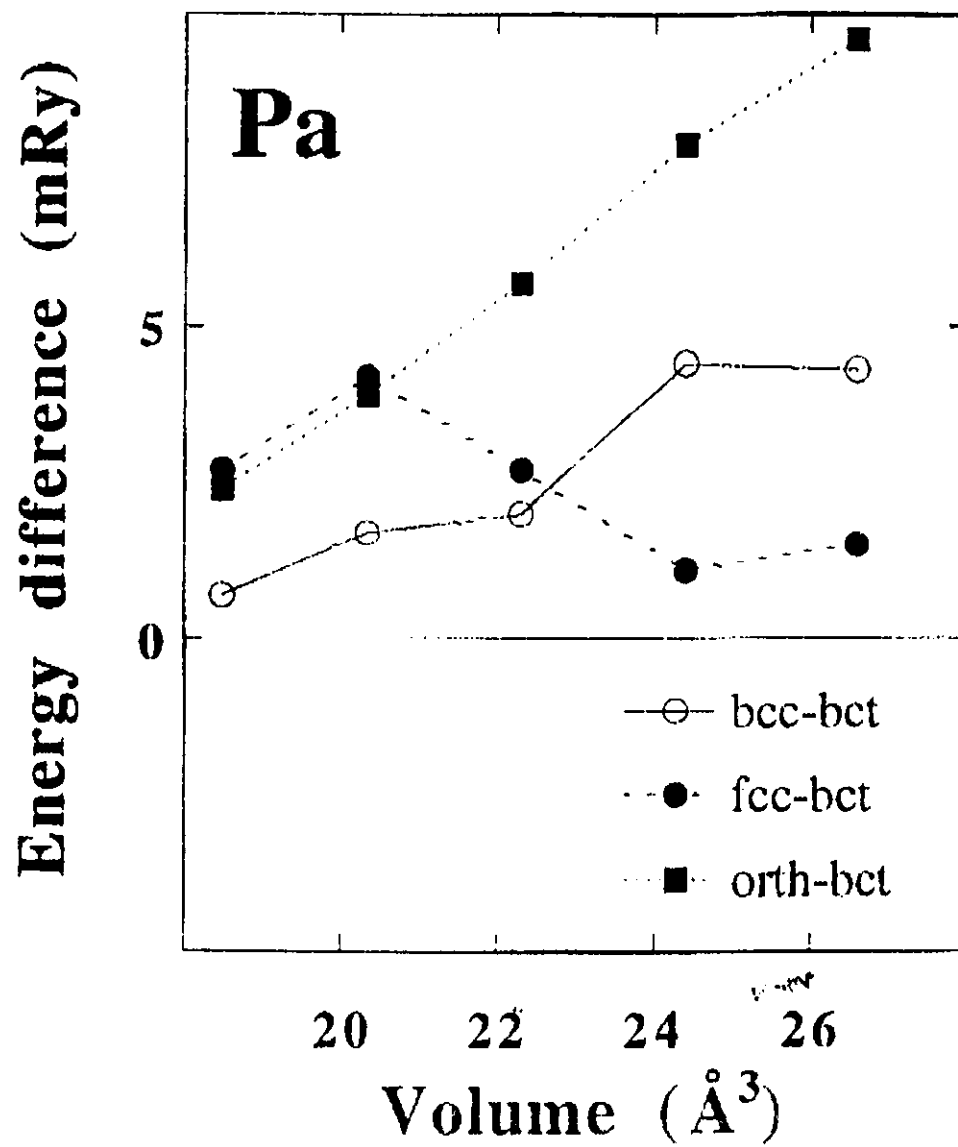 Pa
Energy difference (mRy)
5
0
bcc-bct
fcc-bct
orth-bct
20 22 24 26
Volume (Å³)